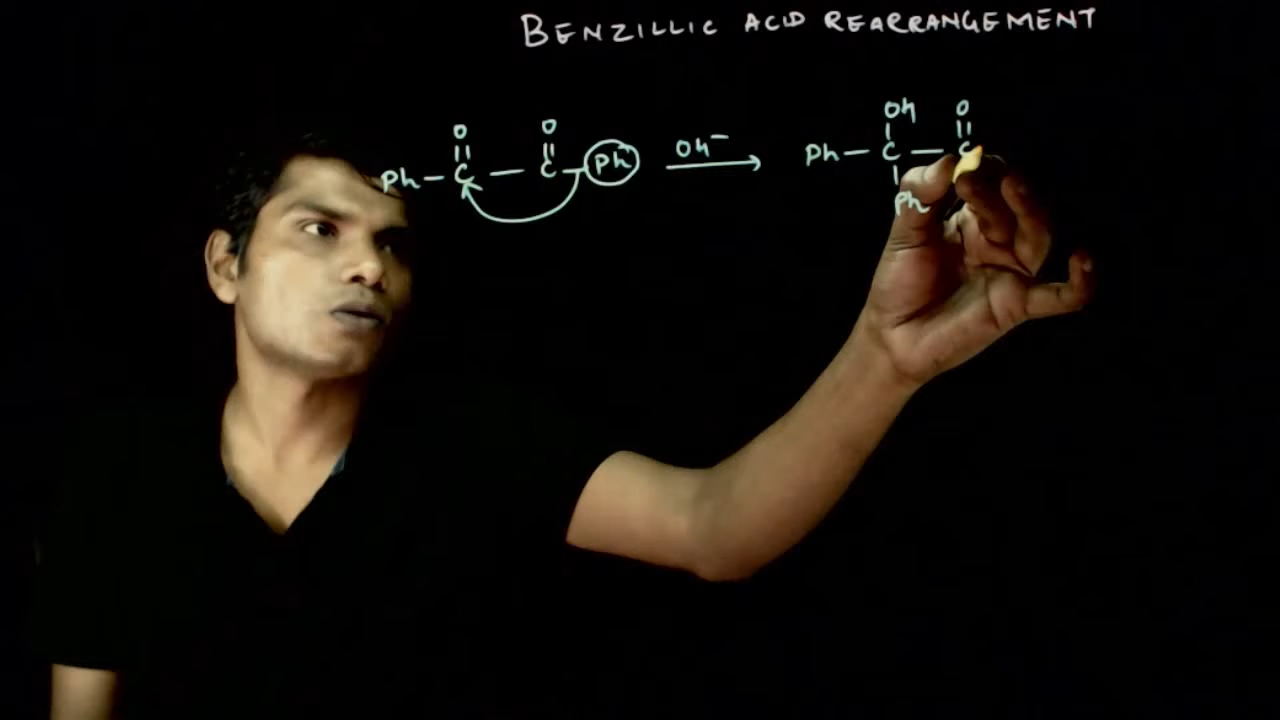 BENZILLIC ACID REARRANGEMENT
O O OH⁻ OH O
Ph – C – C – Ph → Ph – C – C
Ph